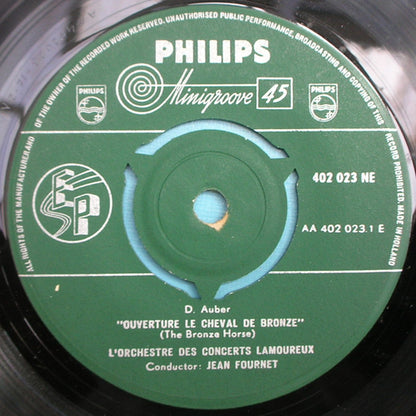 ALL RIGHTS OF THE MANUFACTURER AND OF THE OWNER OF THE RECORDED WORK RESERVED. UNAUTHORISED PUBLIC PERFORMANCE, BROADCASTING AND COPYING OF THIS RECORD PROHIBITED. MADE IN HOLLAND
PHILIPS
PHILIPS
Minigroove 45
PHILIPS
EP
402 023 NE
AA 402 023.1 E
D. Auber
"OUVERTURE LE CHEVAL DE BRONZE"
(The Bronze Horse)
L'ORCHESTRE DES CONCERTS LAMOUREUX
Conductor: JEAN FOURNET